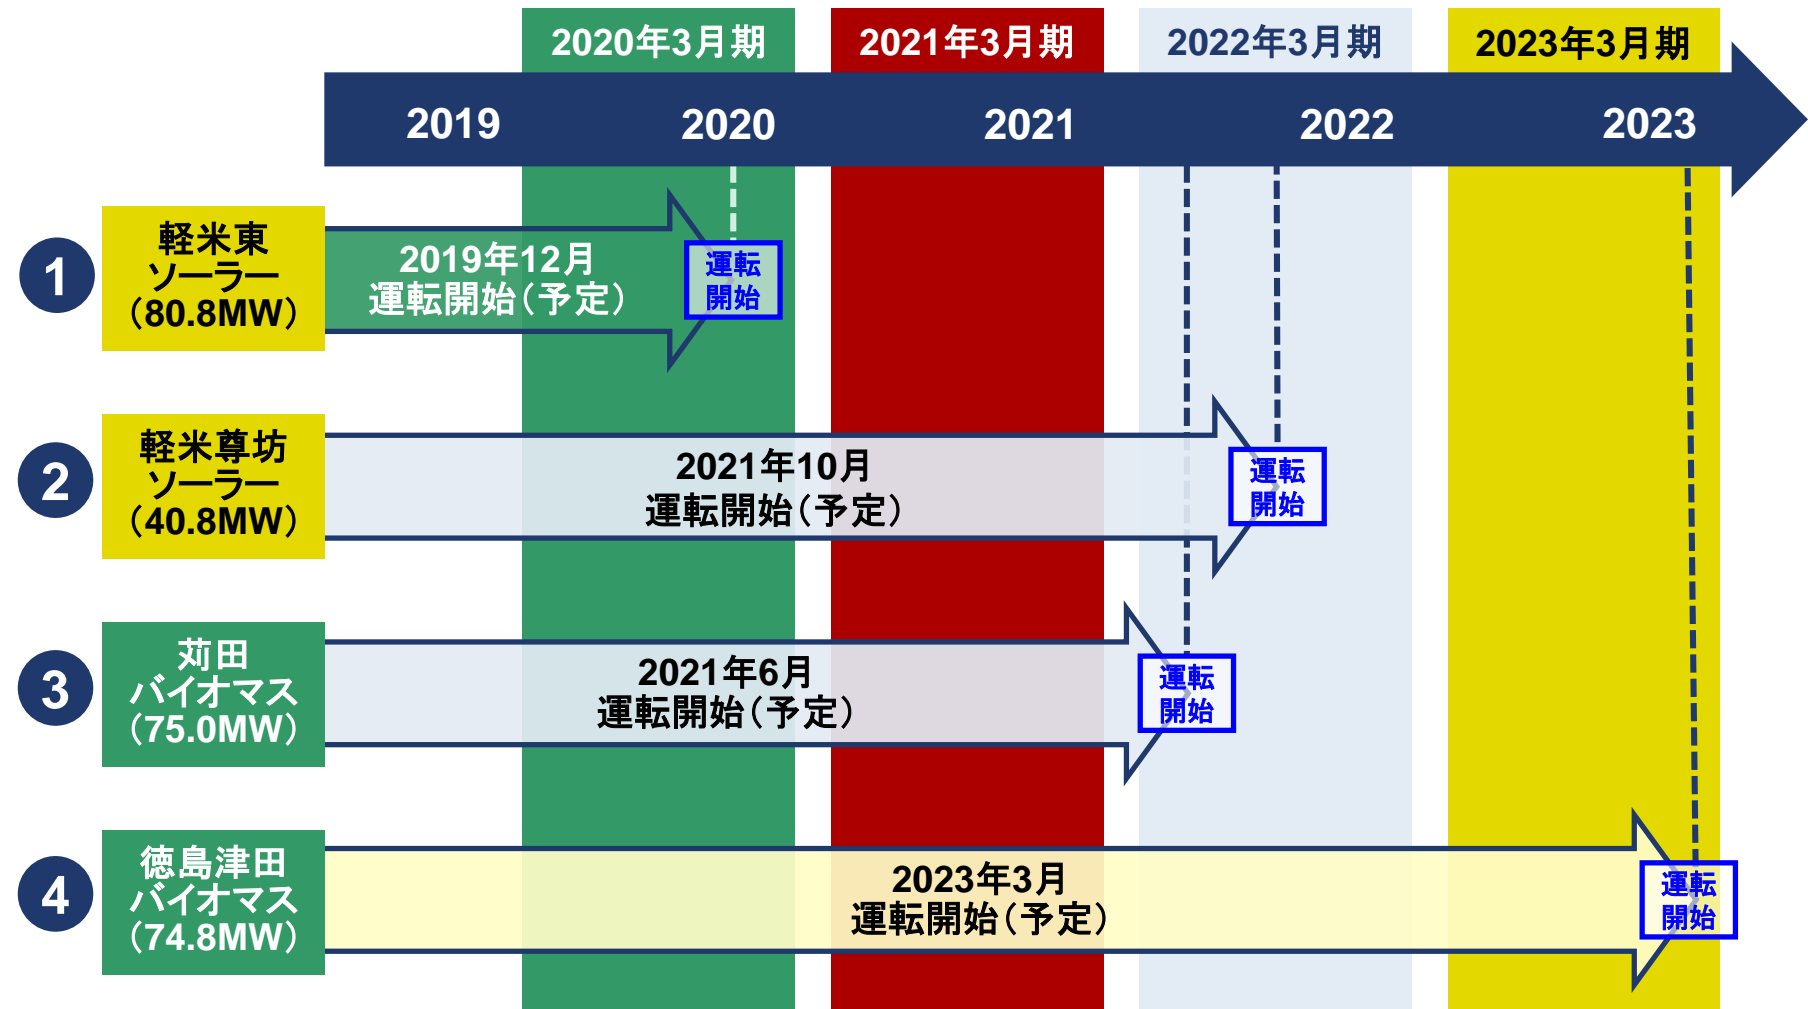 2020年3月期
2021年3月期
2022年3月期
2023年3月期
2019
2020
2021
2022
2023
1
軽米東
ソーラー
（80.8MW）
2019年12月
運転開始（予定）
運転
開始
2
軽米尊坊
ソーラー
（40.8MW）
2021年10月
運転開始（予定）
運転
開始
3
苅田
バイオマス
（75.0MW）
2021年6月
運転開始（予定）
運転
開始
4
徳島津田
バイオマス
（74.8MW）
2023年3月
運転開始（予定）
運転
開始